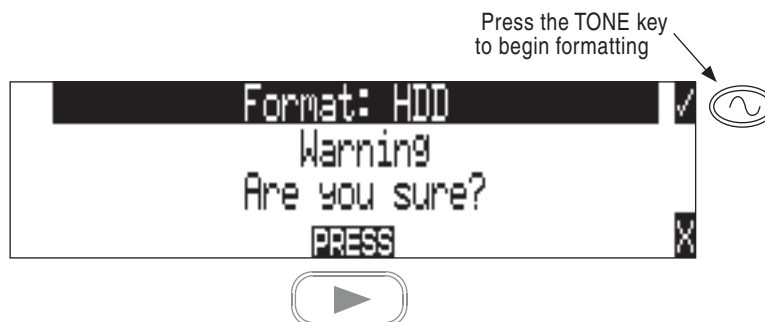 Press the TONE key
to begin formatting
Format: HDD
Warning
Are you sure?
PRESS
X